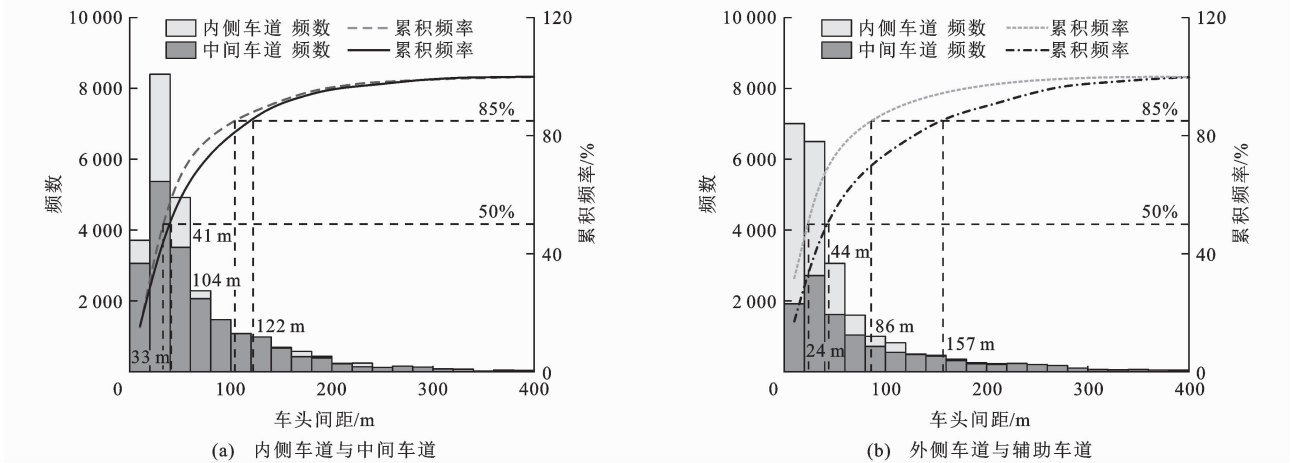 10 000
8 000
6 000
4 000
2 000
0
频数
内侧车道 频数
中间车道 频数
累积频率
累积频率
120
80
40
0
累积频率/%
85%
50%
41 m
104 m
122 m
33 m
0
100
200
300
400
车头间距/m
(a) 内侧车道与中间车道
10 000
8 000
6 000
4 000
2 000
0
频数
内侧车道 频数
中间车道 频数
累积频率
累积频率
120
80
40
0
累积频率/%
85%
50%
44 m
86 m
157 m
24 m
100
200
300
400
车头间距/m
(b) 外侧车道与辅助车道